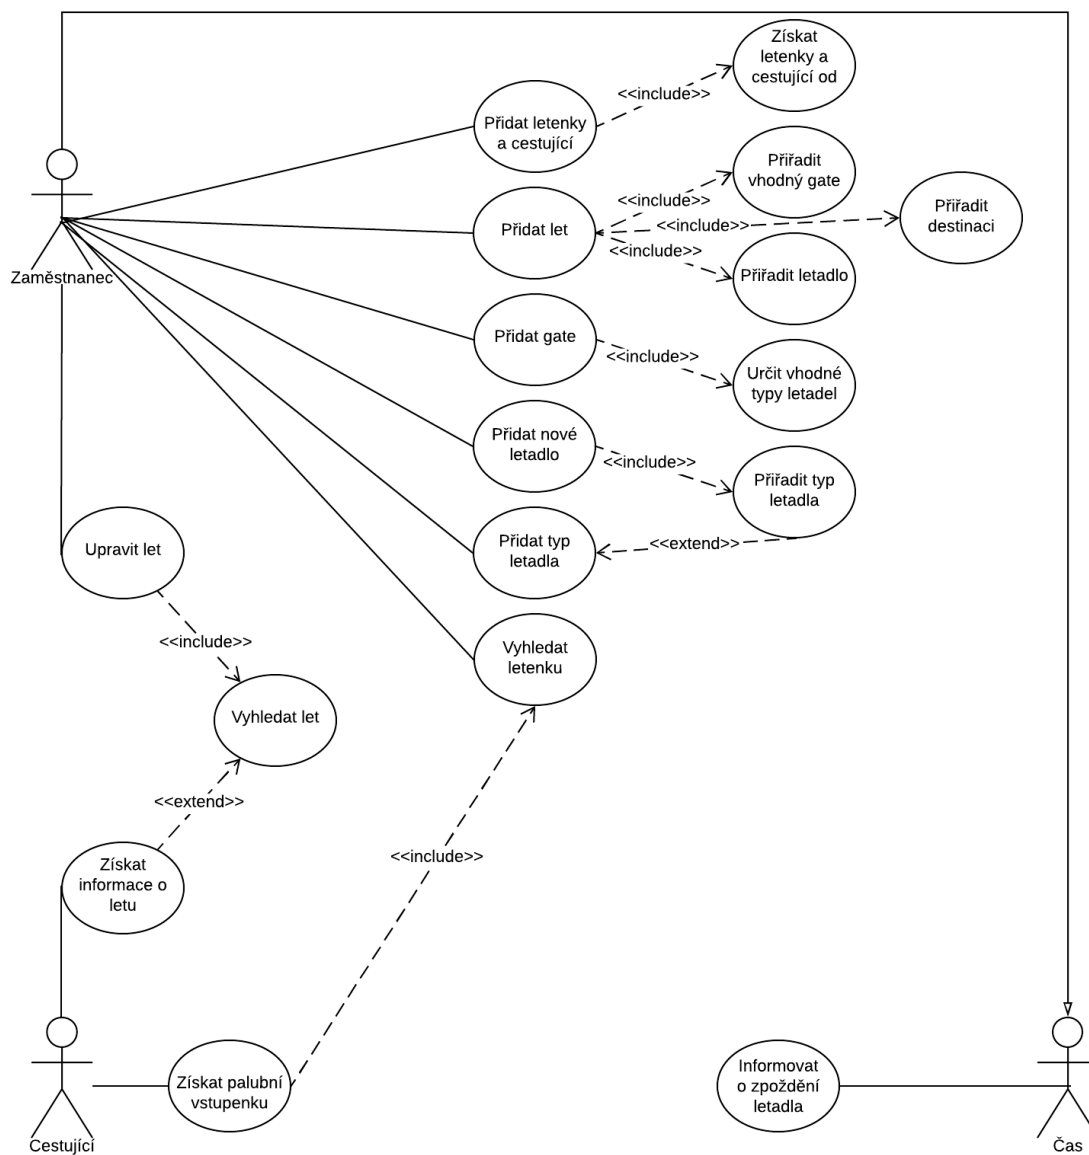 Získat
letenky a
cestující od
<<include>>
Přidat letenky
a cestující
Přiřadit
vhodný gate
<<include>>
Přiřadit
destinaci
<<include>>
Přidat let
<<include>>
Přiřadit letadlo
Zaměstnanec
Přidat gate
<<include>>
Určit vhodné
typy letadel
Přidat nové
letadlo
<<include>>
Přiřadit typ
letadla
Přidat typ
letadla
<<extend>>
Upravit let
<<include>>
Vyhledat
letenku
Vyhledat let
<<extend>>
<<include>>
Získat
informace o
letu
Získat palubní
vstupenku
Informovat
o zpoždění
letadla
Cestující
Čas